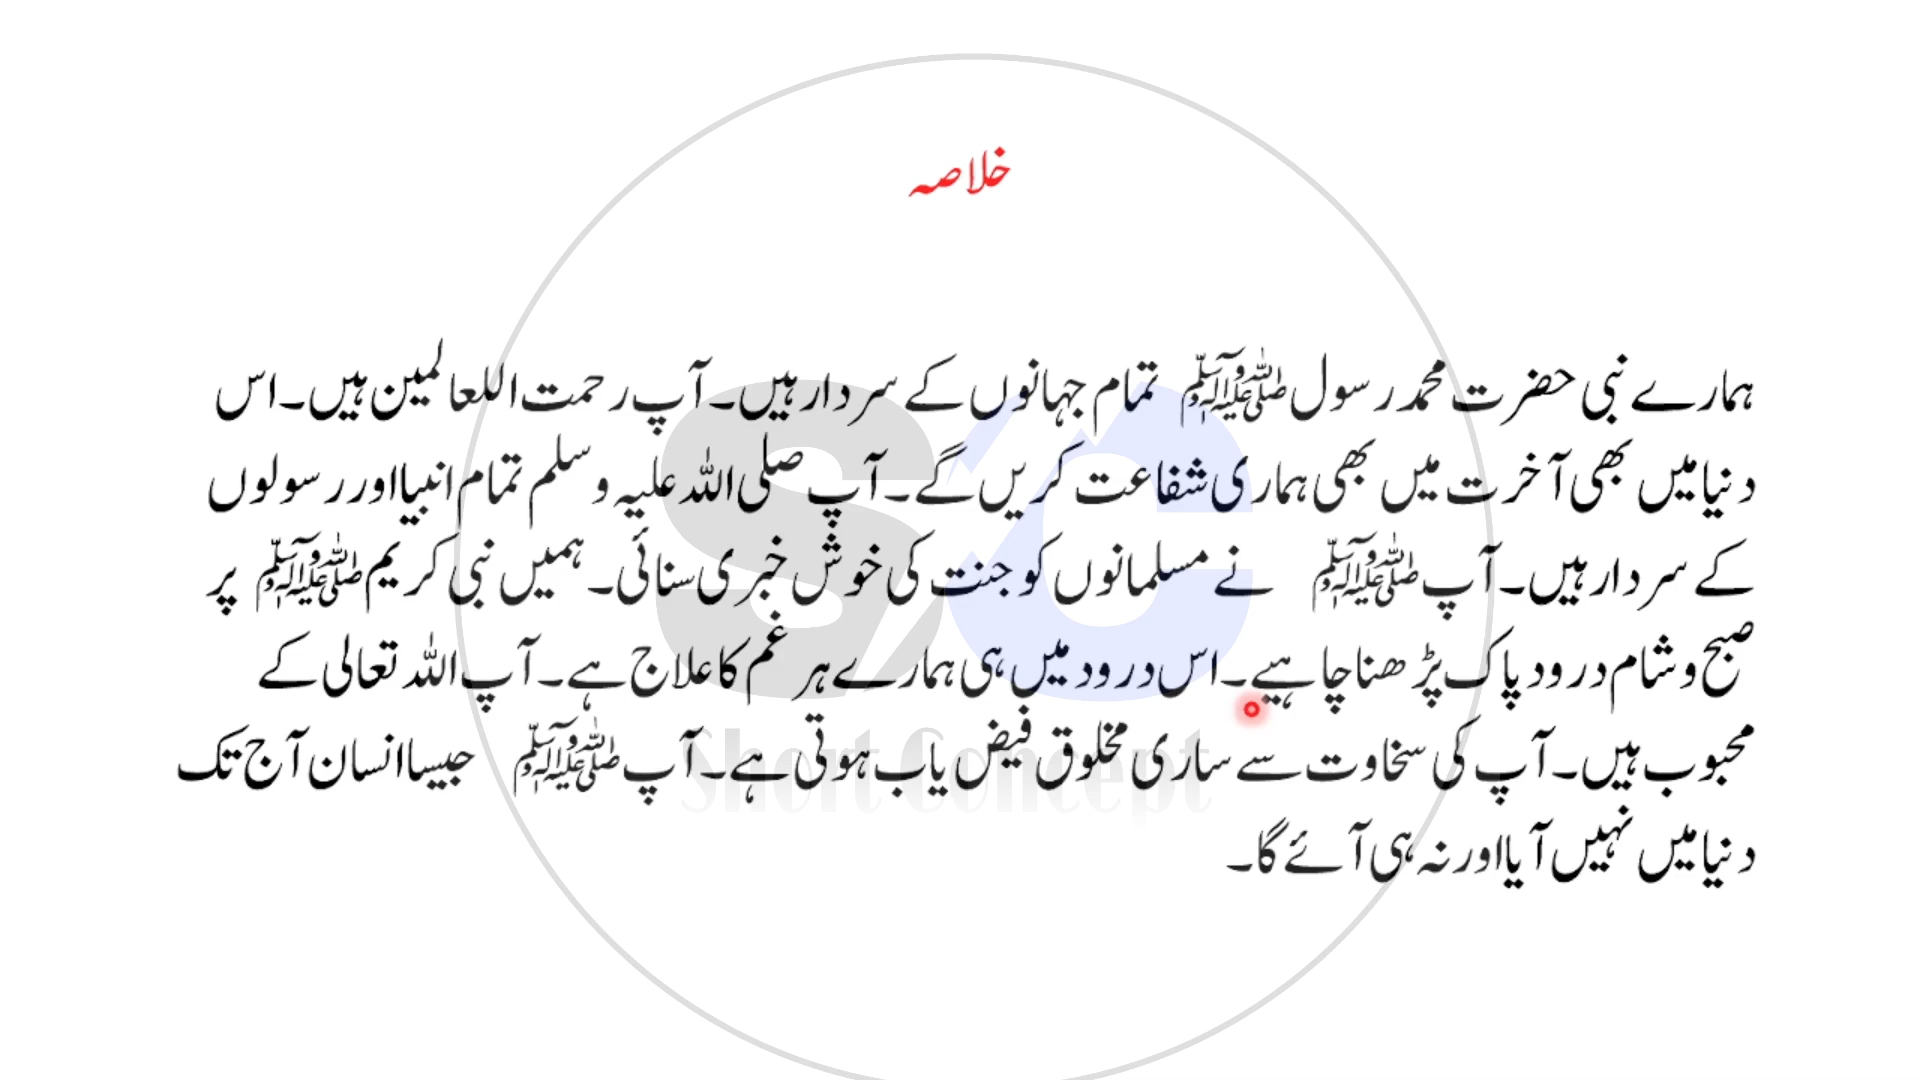 خلاصہ
ہمارے نبی حضرت محمد رسول ﷺ تمام جہانوں کے سردار ہیں۔ آپ رحمت اللعالمین ہیں۔ اس
دنیا میں بھی آخرت میں بھی ہماری شفاعت کریں گے۔ آپ صلی اللہ علیہ وسلم تمام انبیا اور رسولوں
کے سردار ہیں۔ آپ ﷺ نے مسلمانوں کو جنت کی خوش خبری سنائی۔ ہمیں نبی کریم ﷺ پر
صبح و شام درود پاک پڑھنا چاہیے۔ اس درود میں ہی ہمارے ہر غم کا علاج ہے۔ آپ اللہ تعالی کے
محبوب ہیں۔ آپ کی سخاوت سے ساری مخلوق فیض یاب ہوتی ہے۔ آپ ﷺ جیسا انسان آج تک
دنیا میں نہیں آیا اور نہ ہی آئے گا۔
SC
Short Concept